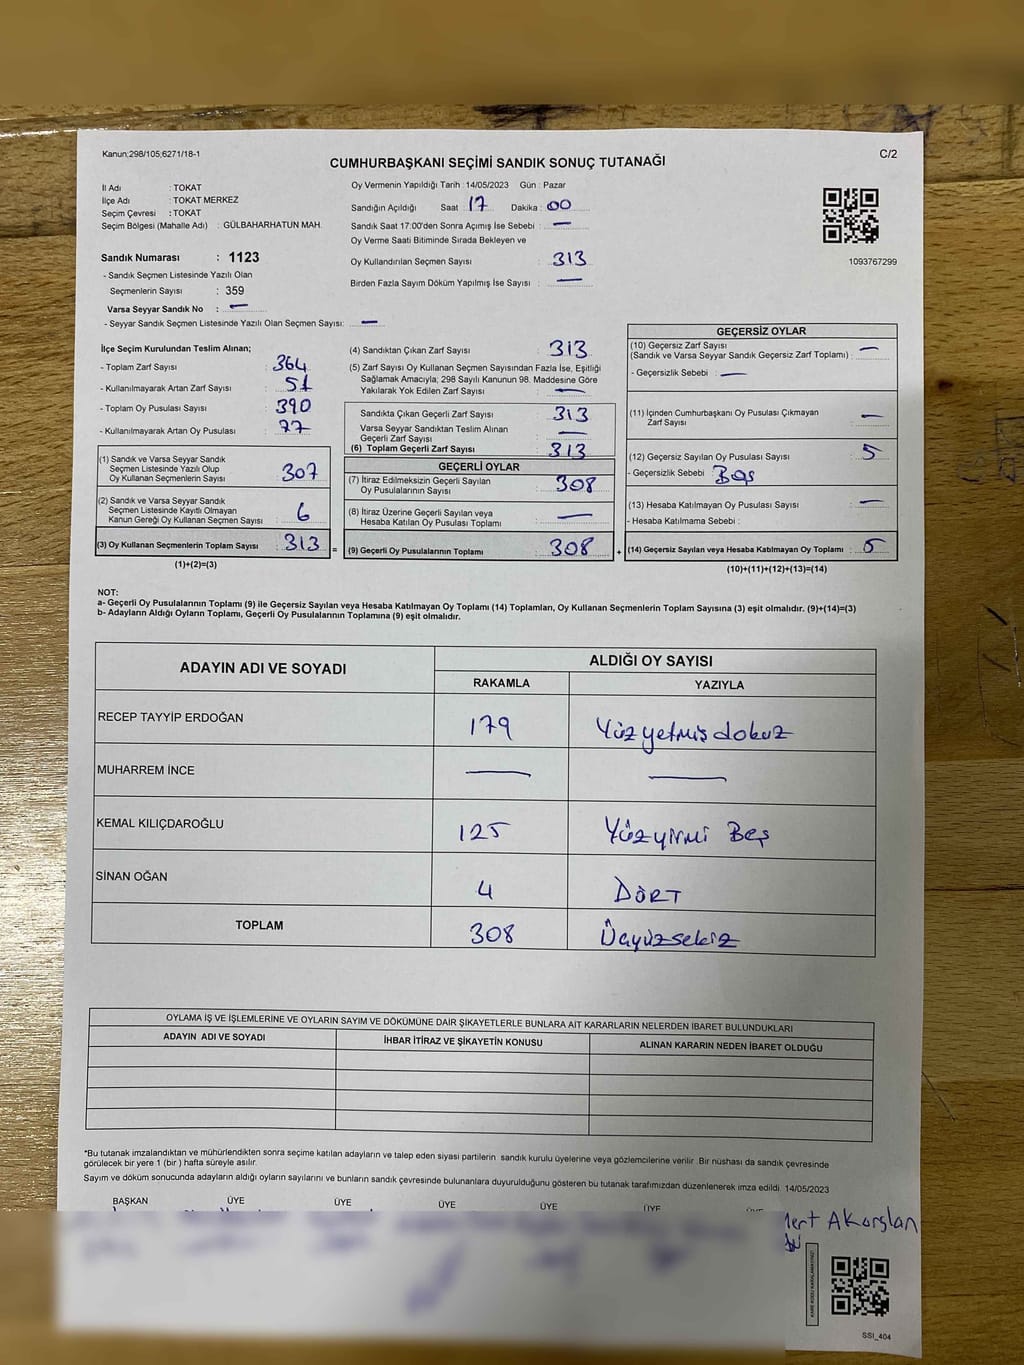 Kanun;298/105;6271/18-1
CUMHURBAŞKANI SEÇİMİ SANDIK SONUÇ TUTANAĞI
C/2
İl Adı : TOKAT
İlçe Adı : TOKAT MERKEZ
Seçim Çevresi : TOKAT
Seçim Bölgesi (Mahalle Adı) : GÜLBAHARHATUN MAH.
Sandık Numarası : 1123
- Sandık Seçmen Listesinde Yazılı Olan
Seçmenlerin Sayısı : 359
Varsa Seyyar Sandık No : —
- Seyyar Sandık Seçmen Listesinde Yazılı Olan Seçmen Sayısı: —
Oy Vermenin Yapıldığı Tarih : 14/05/2023 Gün : Pazar
Sandığın Açıldığı Saat : 17 Dakika : 00
Sandık Saat 17:00'den Sonra Açımış İse Sebebi : —
Oy Verme Saati Bitiminde Sırada Bekleyen ve
Oy Kullandırılan Seçmen Sayısı : 313
Birden Fazla Sayım Döküm Yapılmış İse Sayısı : —
1093767299
İlçe Seçim Kurulundan Teslim Alınan;
- Toplam Zarf Sayısı : 364
- Kullanılmayarak Artan Zarf Sayısı : 51
- Toplam Oy Pusulası Sayısı : 390
- Kullanılmayarak Artan Oy Pusulası : 77
(1) Sandık ve Varsa Seyyar Sandık
Seçmen Listesinde Yazılı Olup
Oy Kullanan Seçmenlerin Sayısı : 307
(2) Sandık ve Varsa Seyyar Sandık
Seçmen Listesinde Kayıtlı Olmayan
Kanun Gereği Oy Kullanan Seçmen Sayısı : 6
(3) Oy Kullanan Seçmenlerin Toplam Sayısı : 313
(1)+(2)=(3)
(4) Sandıktan Çıkan Zarf Sayısı : 313
(5) Zarf Sayısı Oy Kullanan Seçmen Sayısından Fazla İse, Eşitliği
Sağlamak Amacıyla; 298 Sayılı Kanunun 98. Maddesine Göre
Yakılarak Yok Edilen Zarf Sayısı : —
Sandıkta Çıkan Geçerli Zarf Sayısı : 313
Varsa Seyyar Sandıktan Teslim Alınan
Geçerli Zarf Sayısı : —
(6) Toplam Geçerli Zarf Sayısı : 313
GEÇERLİ OYLAR
(7) İtiraz Edilmeksizin Geçerli Sayılan
Oy Pusulalarının Sayısı : 308
(8) İtiraz Üzerine Geçerli Sayılan veya
Hesaba Katılan Oy Pusulası Toplamı : —
= (9) Geçerli Oy Pusulalarının Toplamı : 308 +
GEÇERSİZ OYLAR
(10) Geçersiz Zarf Sayısı
(Sandık ve Varsa Seyyar Sandık Geçersiz Zarf Toplamı) : —
- Geçersizlik Sebebi : —
(11) İçinden Cumhurbaşkanı Oy Pusulası Çıkmayan
Zarf Sayısı : —
(12) Geçersiz Sayılan Oy Pusulası Sayısı : 5
- Geçersizlik Sebebi Boş
(13) Hesaba Katılmayan Oy Pusulası Sayısı : —
- Hesaba Katılmama Sebebi :
(14) Geçersiz Sayılan veya Hesaba Katılmayan Oy Toplamı : 5
(10)+(11)+(12)+(13)=(14)
NOT:
a- Geçerli Oy Pusulalarının Toplamı (9) ile Geçersiz Sayılan veya Hesaba Katılmayan Oy Toplamı (14) Toplamları, Oy Kullanan Seçmenlerin Toplam Sayısına (3) eşit olmalıdır. (9)+(14)=(3)
b- Adayların Aldığı Oyların Toplamı, Geçerli Oy Pusulalarının Toplamına (9) eşit olmalıdır.
ADAYIN ADI VE SOYADI
ALDIĞI OY SAYISI
RAKAMLA YAZIYLA
RECEP TAYYİP ERDOĞAN 179 Yüzyetmişdokuz
MUHARREM İNCE — —
KEMAL KILIÇDAROĞLU 125 Yüzyirmi Beş
SİNAN OĞAN 4 DÖRT
TOPLAM 308 Üçyüzsekiz
OYLAMA İŞ VE İŞLEMLERİNE VE OYLARIN SAYIM VE DÖKÜMÜNE DAİR ŞİKAYETLERLE BUNLARA AİT KARARLARIN NELERDEN İBARET BULUNDUKLARI
ADAYIN ADI VE SOYADI İHBAR İTİRAZ VE ŞİKAYETİN KONUSU ALINAN KARARIN NEDEN İBARET OLDUĞU
*Bu tutanak imzalandıktan ve mühürlendikten sonra seçime katılan adayların ve talep eden siyasi partilerin sandık kurulu üyelerine veya gözlemcilerine verilir. Bir nüshası da sandık çevresinde
görülecek bir yere 1 (bir) hafta süreyle asılır.
Sayım ve döküm sonucunda adayların aldığı oyların sayılarını ve bunların sandık çevresinde bulunanlara duyurulduğunu gösteren bu tutanak tarafımızdan düzenlenerek imza edildi. 14/05/2023
BAŞKAN ÜYE ÜYE ÜYE ÜYE ÜYE ÜYE
Akarslan
SSI_404